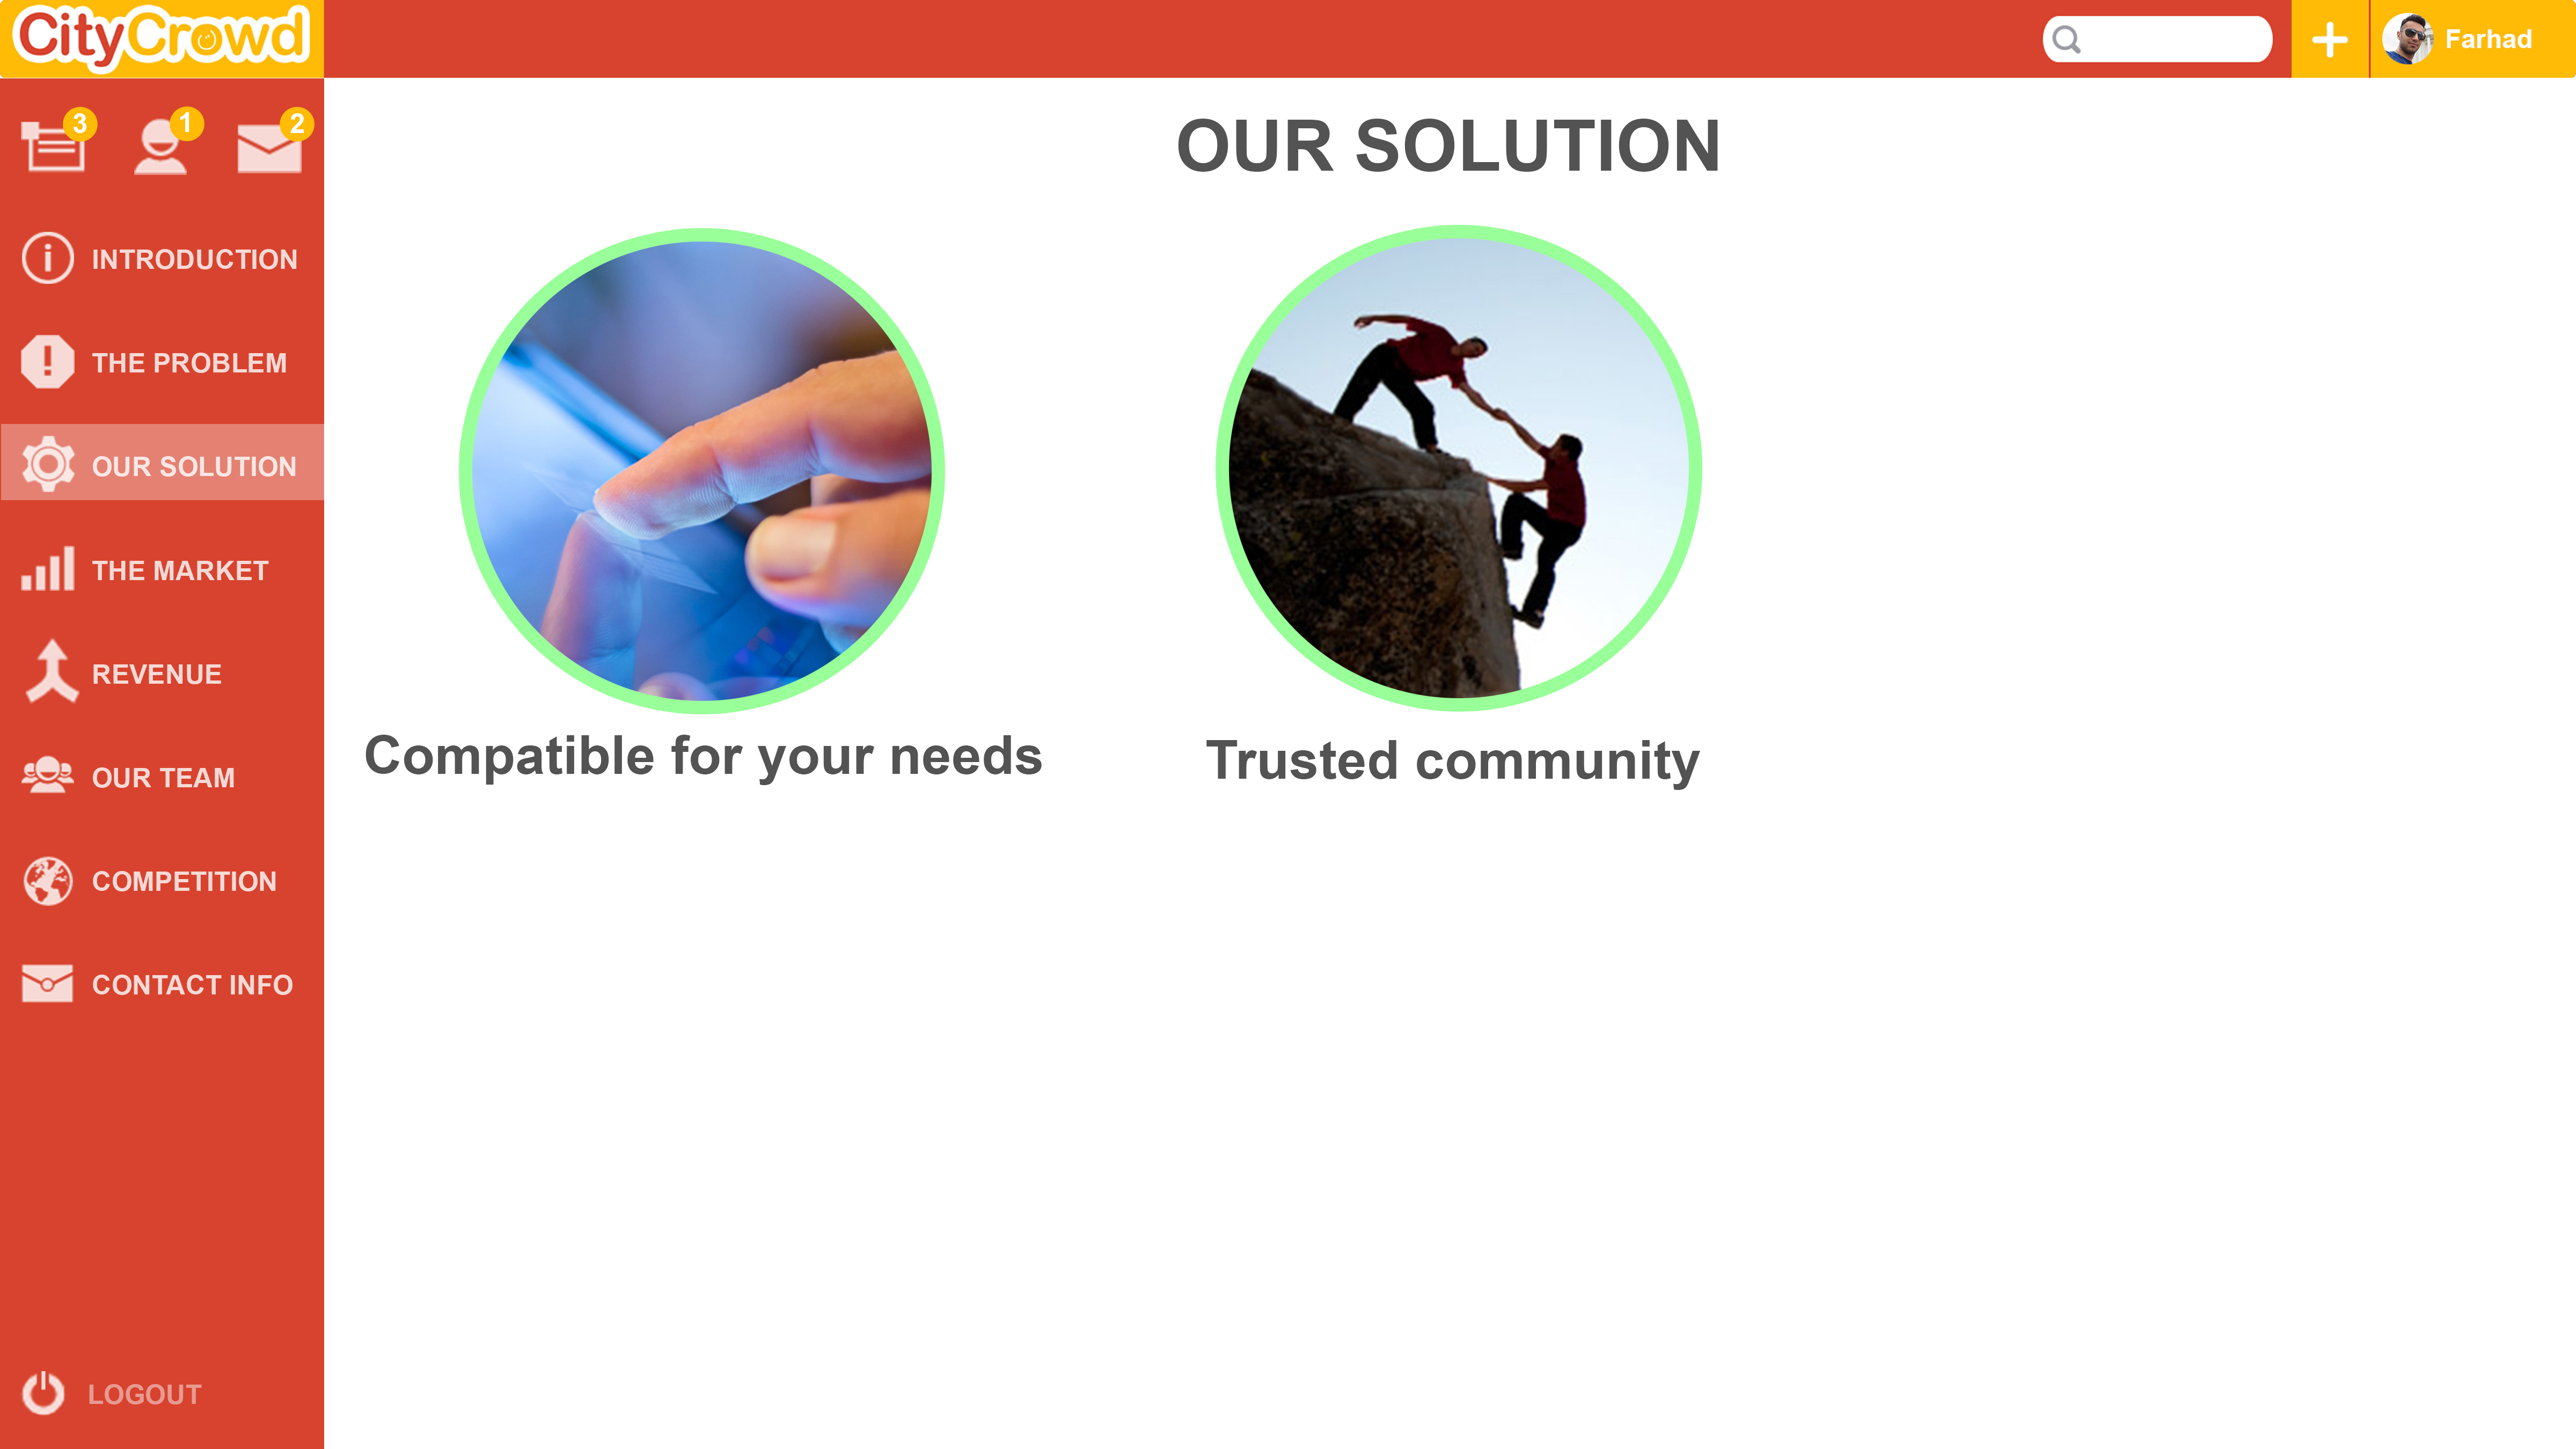 CityCrowd
Farhad
3
1
2
INTRODUCTION
THE PROBLEM
OUR SOLUTION
THE MARKET
REVENUE
OUR TEAM
COMPETITION
CONTACT INFO
LOGOUT
OUR SOLUTION
Compatible for your needs
Trusted community